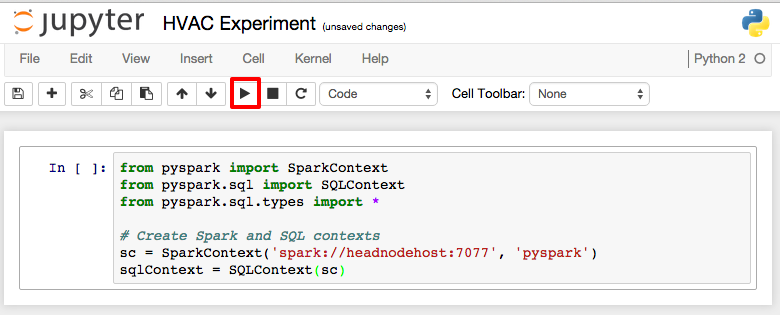 jupyter HVAC Experiment (unsaved changes)
File Edit View Insert Cell Kernel Help Python 2
Code Cell Toolbar: None
In [ ]: from pyspark import SparkContext
from pyspark.sql import SQLContext
from pyspark.sql.types import *
# Create Spark and SQL contexts
sc = SparkContext('spark://headnodehost:7077', 'pyspark')
sqlContext = SQLContext(sc)